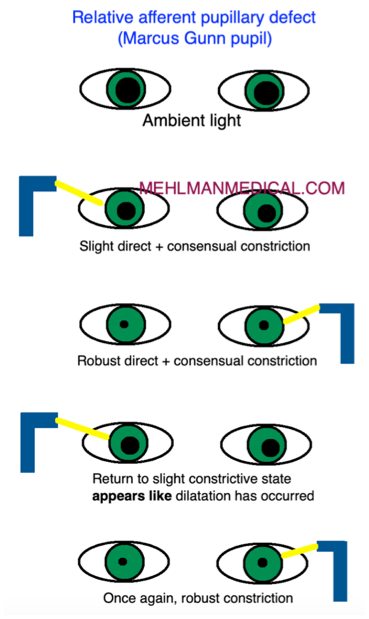 Relative afferent pupillary defect
(Marcus Gunn pupil)
Ambient light
MEHLMANMEDICAL.COM
Slight direct + consensual constriction
Robust direct + consensual constriction
Return to slight constrictive state
appears like dilatation has occurred
Once again, robust constriction